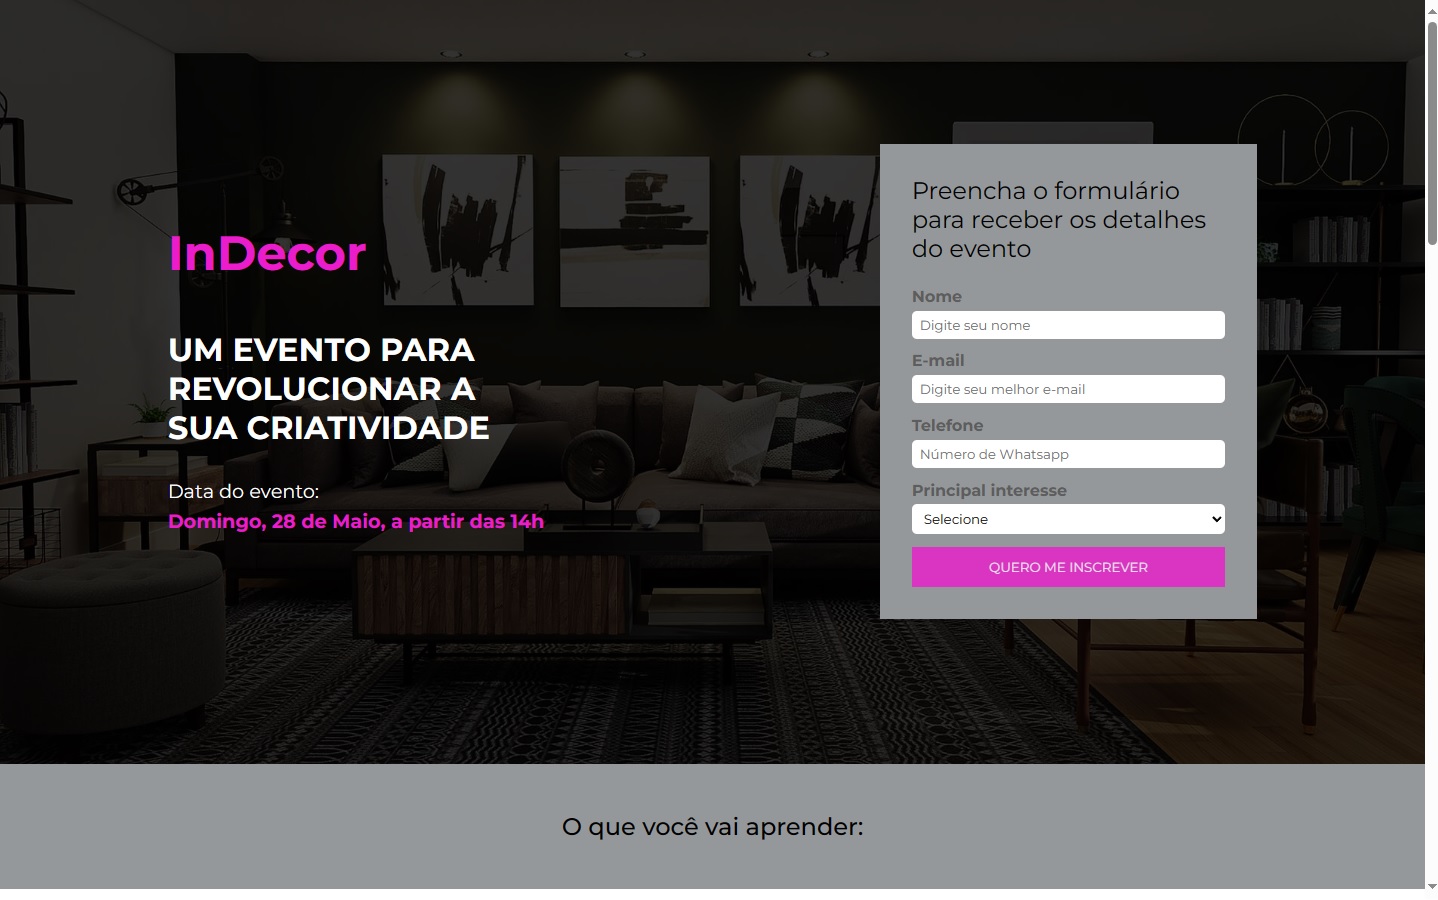 InDecor
UM EVENTO PARA
REVOLUCIONAR A
SUA CRIATIVIDADE
Data do evento:
Domingo, 28 de Maio, a partir das 14h
Preencha o formulário
para receber os detalhes
do evento
Nome
Digite seu nome
E-mail
Digite seu melhor e-mail
Telefone
Número de Whatsapp
Principal interesse
Selecione
QUERO ME INSCREVER
O que você vai aprender: